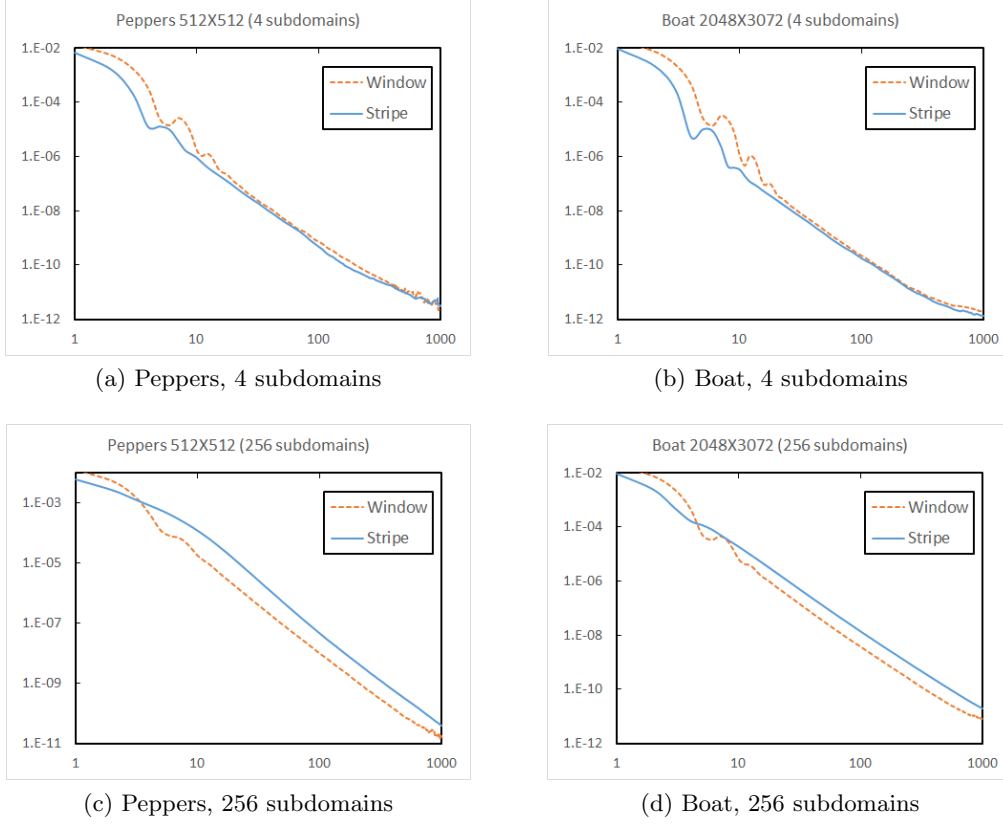 Peppers 512X512 (4 subdomains)
1.E-02
1.E-04
1.E-06
1.E-08
1.E-10
1.E-12
1 10 100 1000
Window
Stripe
(a) Peppers, 4 subdomains
Boat 2048X3072 (4 subdomains)
1.E-02
1.E-04
1.E-06
1.E-08
1.E-10
1.E-12
1 10 100 1000
Window
Stripe
(b) Boat, 4 subdomains
Peppers 512X512 (256 subdomains)
1.E-03
1.E-05
1.E-07
1.E-09
1.E-11
1 10 100 1000
Window
Stripe
(c) Peppers, 256 subdomains
Boat 2048X3072 (256 subdomains)
1.E-02
1.E-04
1.E-06
1.E-08
1.E-10
1.E-12
1 10 100 1000
Window
Stripe
(d) Boat, 256 subdomains